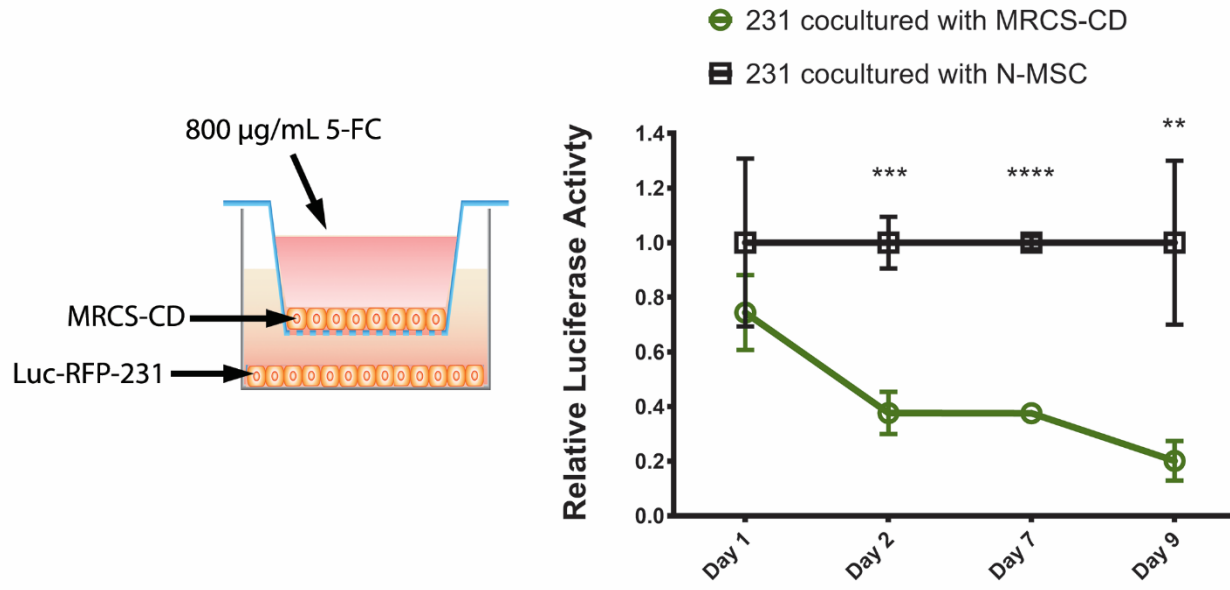 800 µg/mL 5-FC
MRCS-CD
Luc-RFP-231
231 cocultured with MRCS-CD
231 cocultured with N-MSC
Relative Luciferase Activty
1.4
1.2
1.0
0.8
0.6
0.4
0.2
0.0
***
****
**
Day 1
Day 2
Day 7
Day 9